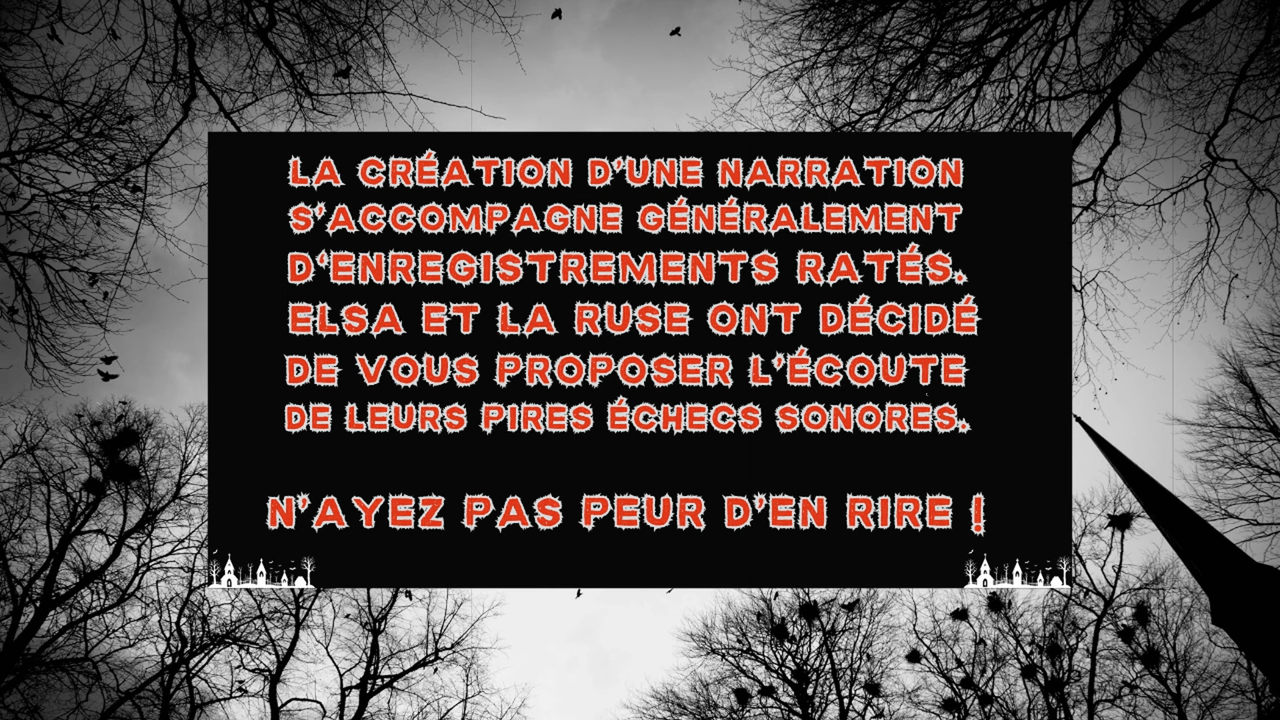 LA CRÉATION D'UNE NARRATION
S'ACCOMPAGNE GÉNÉRALEMENT
D'ENREGISTREMENTS RATÉS.
ELSA ET LA RUSE ONT DÉCIDÉ
DE VOUS PROPOSER L'ÉCOUTE
DE LEURS PIRES ÉCHECS SONORES.
N'AYEZ PAS PEUR D'EN RIRE !